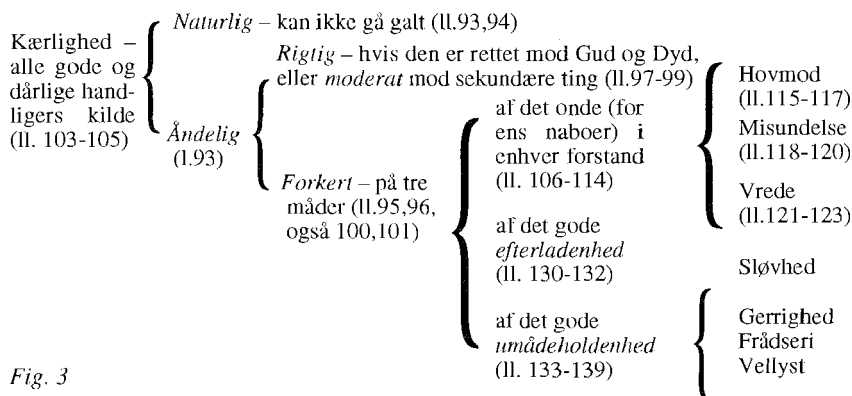 Kærlighed –
alle gode og
dårlige hand-
ligers kilde
(ll. 103-105)
Naturlig – kan ikke gå galt (ll.93,94)
Åndelig
(l.93)
Rigtig – hvis den er rettet mod Gud og Dyd,
eller moderat mod sekundære ting (ll.97-99)
Forkert – på tre
måder (ll.95,96,
også 100,101)
af det onde (for
ens naboer) i
enhver forstand
(ll. 106-114)
Hovmod
(ll.115-117)
Misundelse
(ll.118-120)
Vrede
(ll.121-123)
af det gode
efterladenhed
(ll. 130-132)
Sløvhed
af det gode
umådeholdenhed
(ll. 133-139)
Gerrighed
Frådseri
Vellyst
Fig. 3